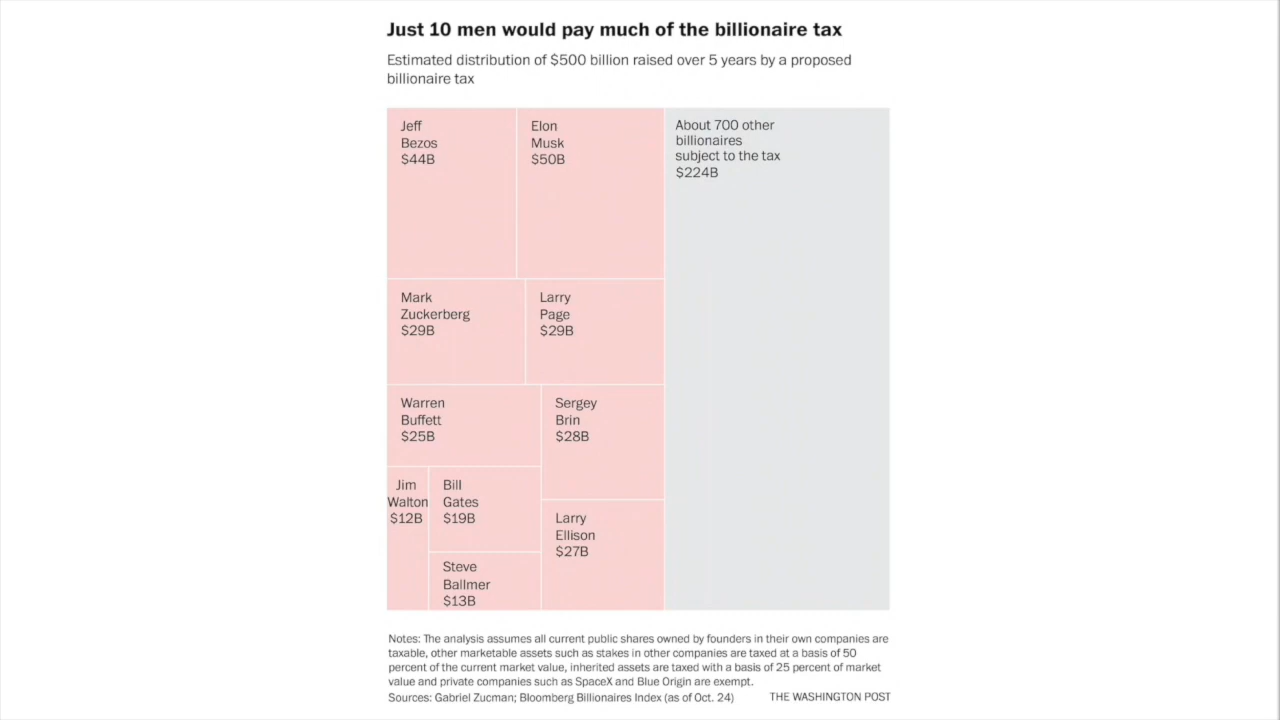 Just 10 men would pay much of the billionaire tax
Estimated distribution of $500 billion raised over 5 years by a proposed
billionaire tax
Jeff
Bezos
$44B
Elon
Musk
$50B
About 700 other
billionaires
subject to the tax
$224B
Mark
Zuckerberg
$29B
Larry
Page
$29B
Warren
Buffett
$25B
Sergey
Brin
$28B
Jim
Walton
$12B
Bill
Gates
$19B
Larry
Ellison
$27B
Steve
Ballmer
$13B
Notes: The analysis assumes all current public shares owned by founders in their own companies are
taxable, other marketable assets such as stakes in other companies are taxed at a basis of 50
percent of the current market value, inherited assets are taxed with a basis of 25 percent of market
value and private companies such as SpaceX and Blue Origin are exempt.
Sources: Gabriel Zucman; Bloomberg Billionaires Index (as of Oct. 24)
THE WASHINGTON POST